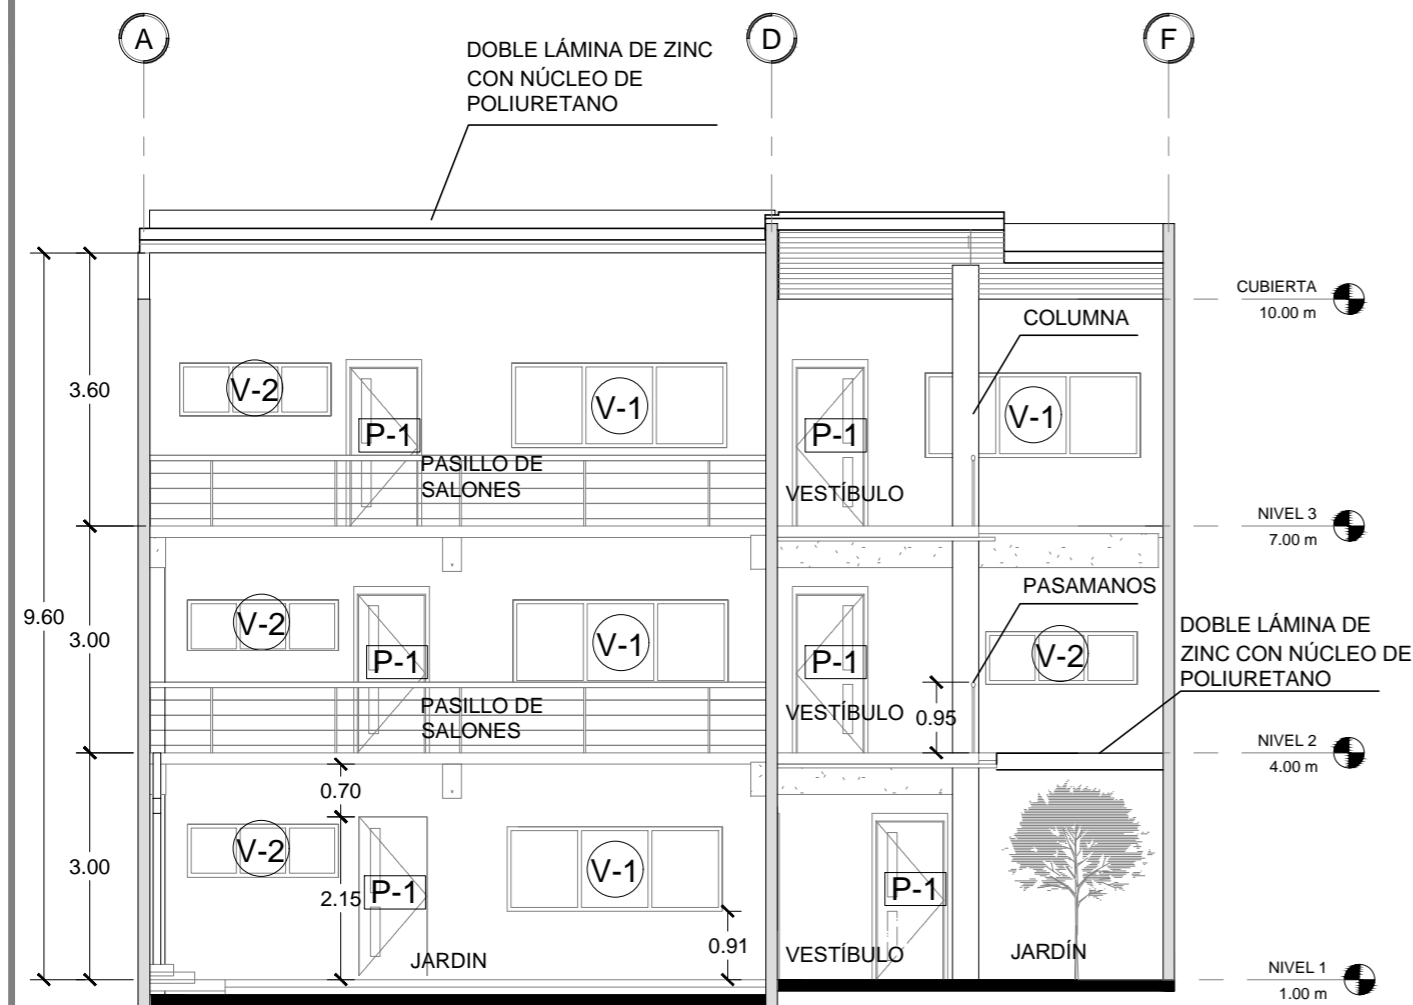 A
D
F
DOBLE LÁMINA DE ZINC
CON NÚCLEO DE
POLIURETANO
CUBIERTA
10.00 m
COLUMNA
3.60
V-2
P-1
V-1
P-1
V-1
PASILLO DE
SALONES
VESTÍBULO
NIVEL 3
7.00 m
PASAMANOS
9.60
3.00
V-2
P-1
V-1
P-1
V-2
DOBLE LÁMINA DE
ZINC CON NÚCLEO DE
POLIURETANO
PASILLO DE
SALONES
VESTÍBULO
0.95
NIVEL 2
4.00 m
0.70
3.00
V-2
V-1
2.15
P-1
P-1
0.91
JARDIN
VESTÍBULO
JARDÍN
NIVEL 1
1.00 m